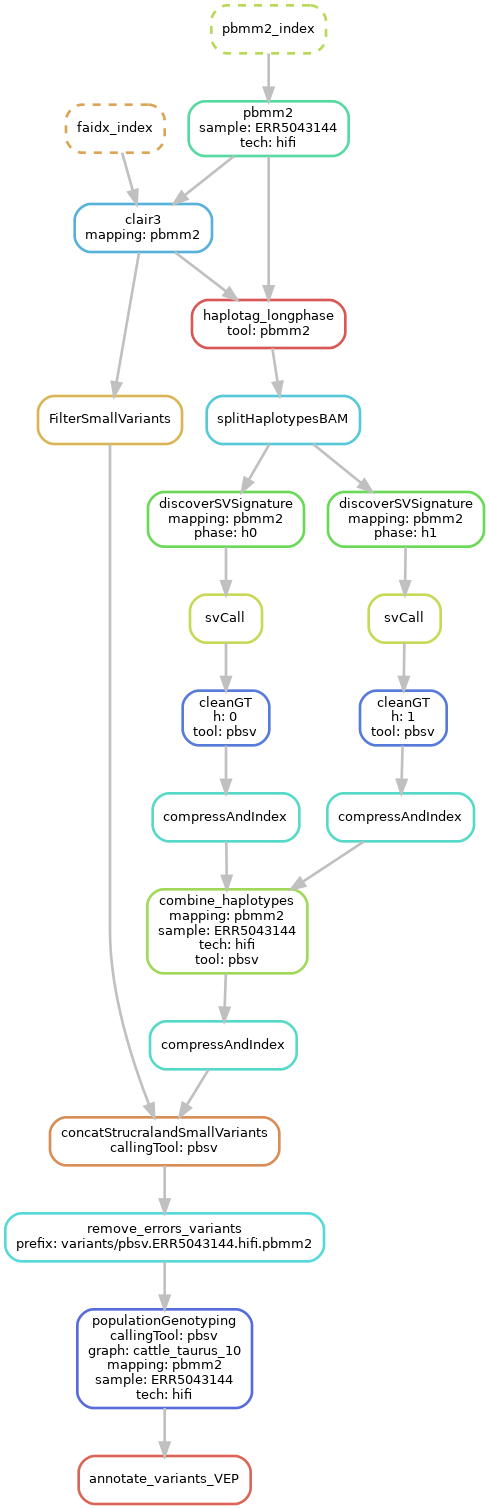 pbmm2_index
pbmm2
sample: ERR5043144
tech: hifi
faidx_index
clair3
mapping: pbmm2
haplotag_longphase
tool: pbmm2
FilterSmallVariants
splitHaplotypesBAM
discoverSVSignature
mapping: pbmm2
phase: h0
discoverSVSignature
mapping: pbmm2
phase: h1
svCall
svCall
cleanGT
h: 0
tool: pbsv
cleanGT
h: 1
tool: pbsv
compressAndIndex
compressAndIndex
combine_haplotypes
mapping: pbmm2
sample: ERR5043144
tech: hifi
tool: pbsv
compressAndIndex
concatStrucralandSmallVariants
callingTool: pbsv
remove_errors_variants
prefix: variants/pbsv.ERR5043144.hifi.pbmm2
populationGenotyping
callingTool: pbsv
graph: cattle_taurus_10
mapping: pbmm2
sample: ERR5043144
tech: hifi
annotate_variants_VEP